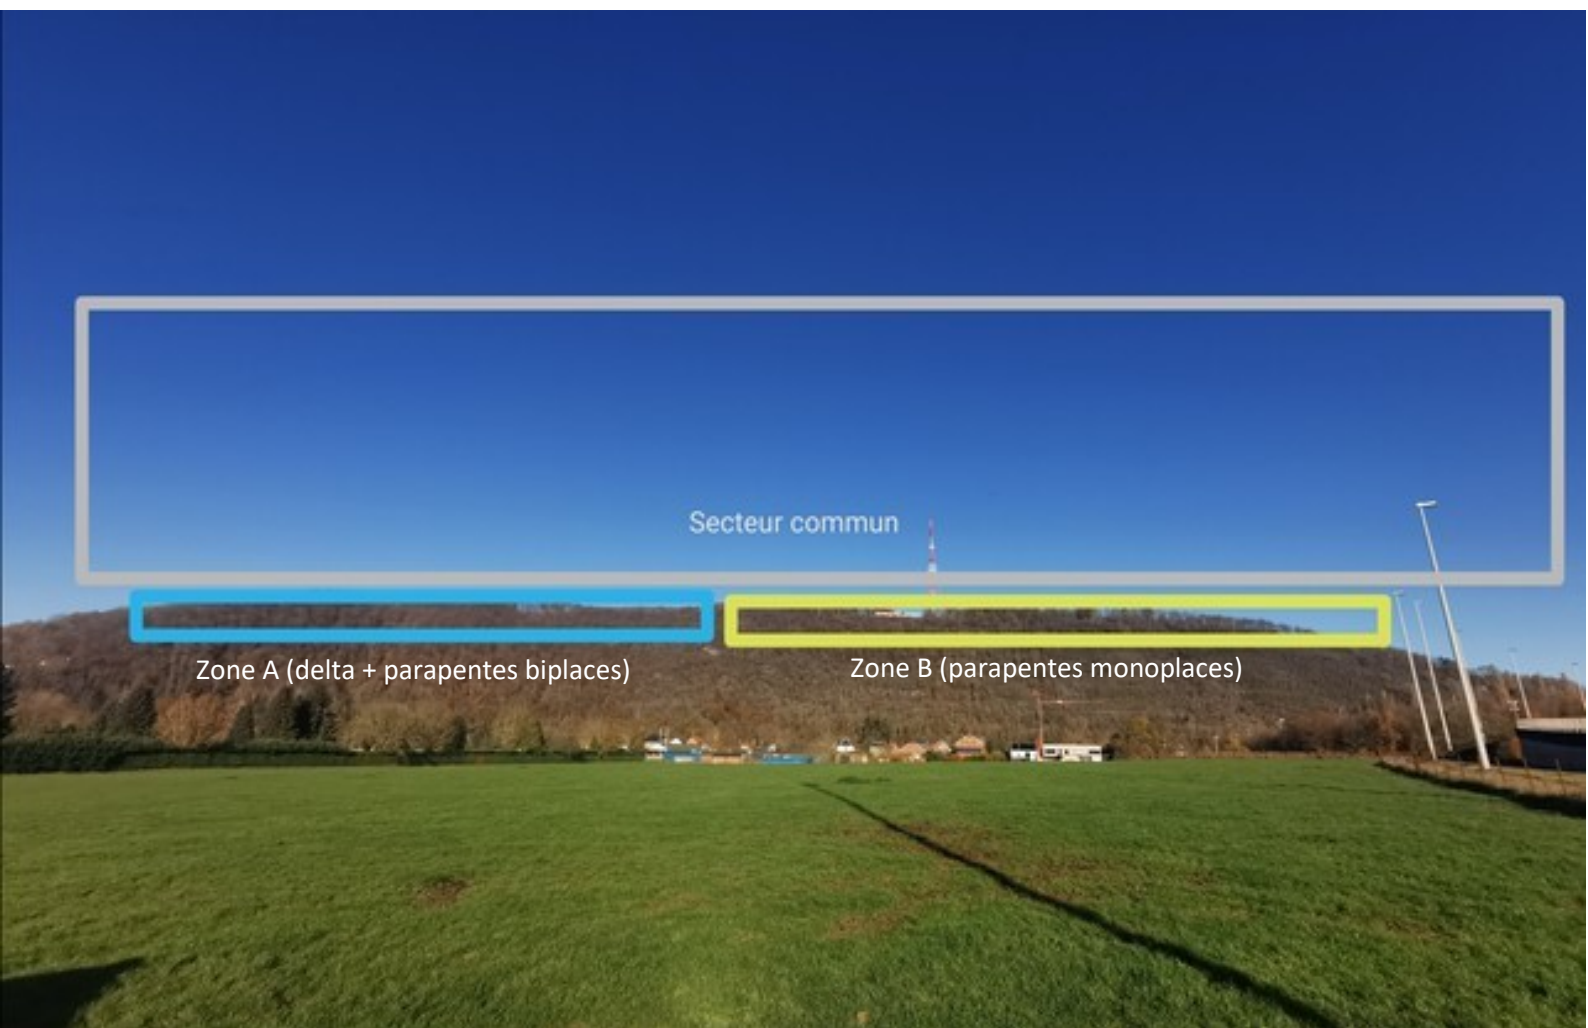 Secteur commun
Zone A (delta + parapentes biplaces)
Zone B (parapentes monoplaces)